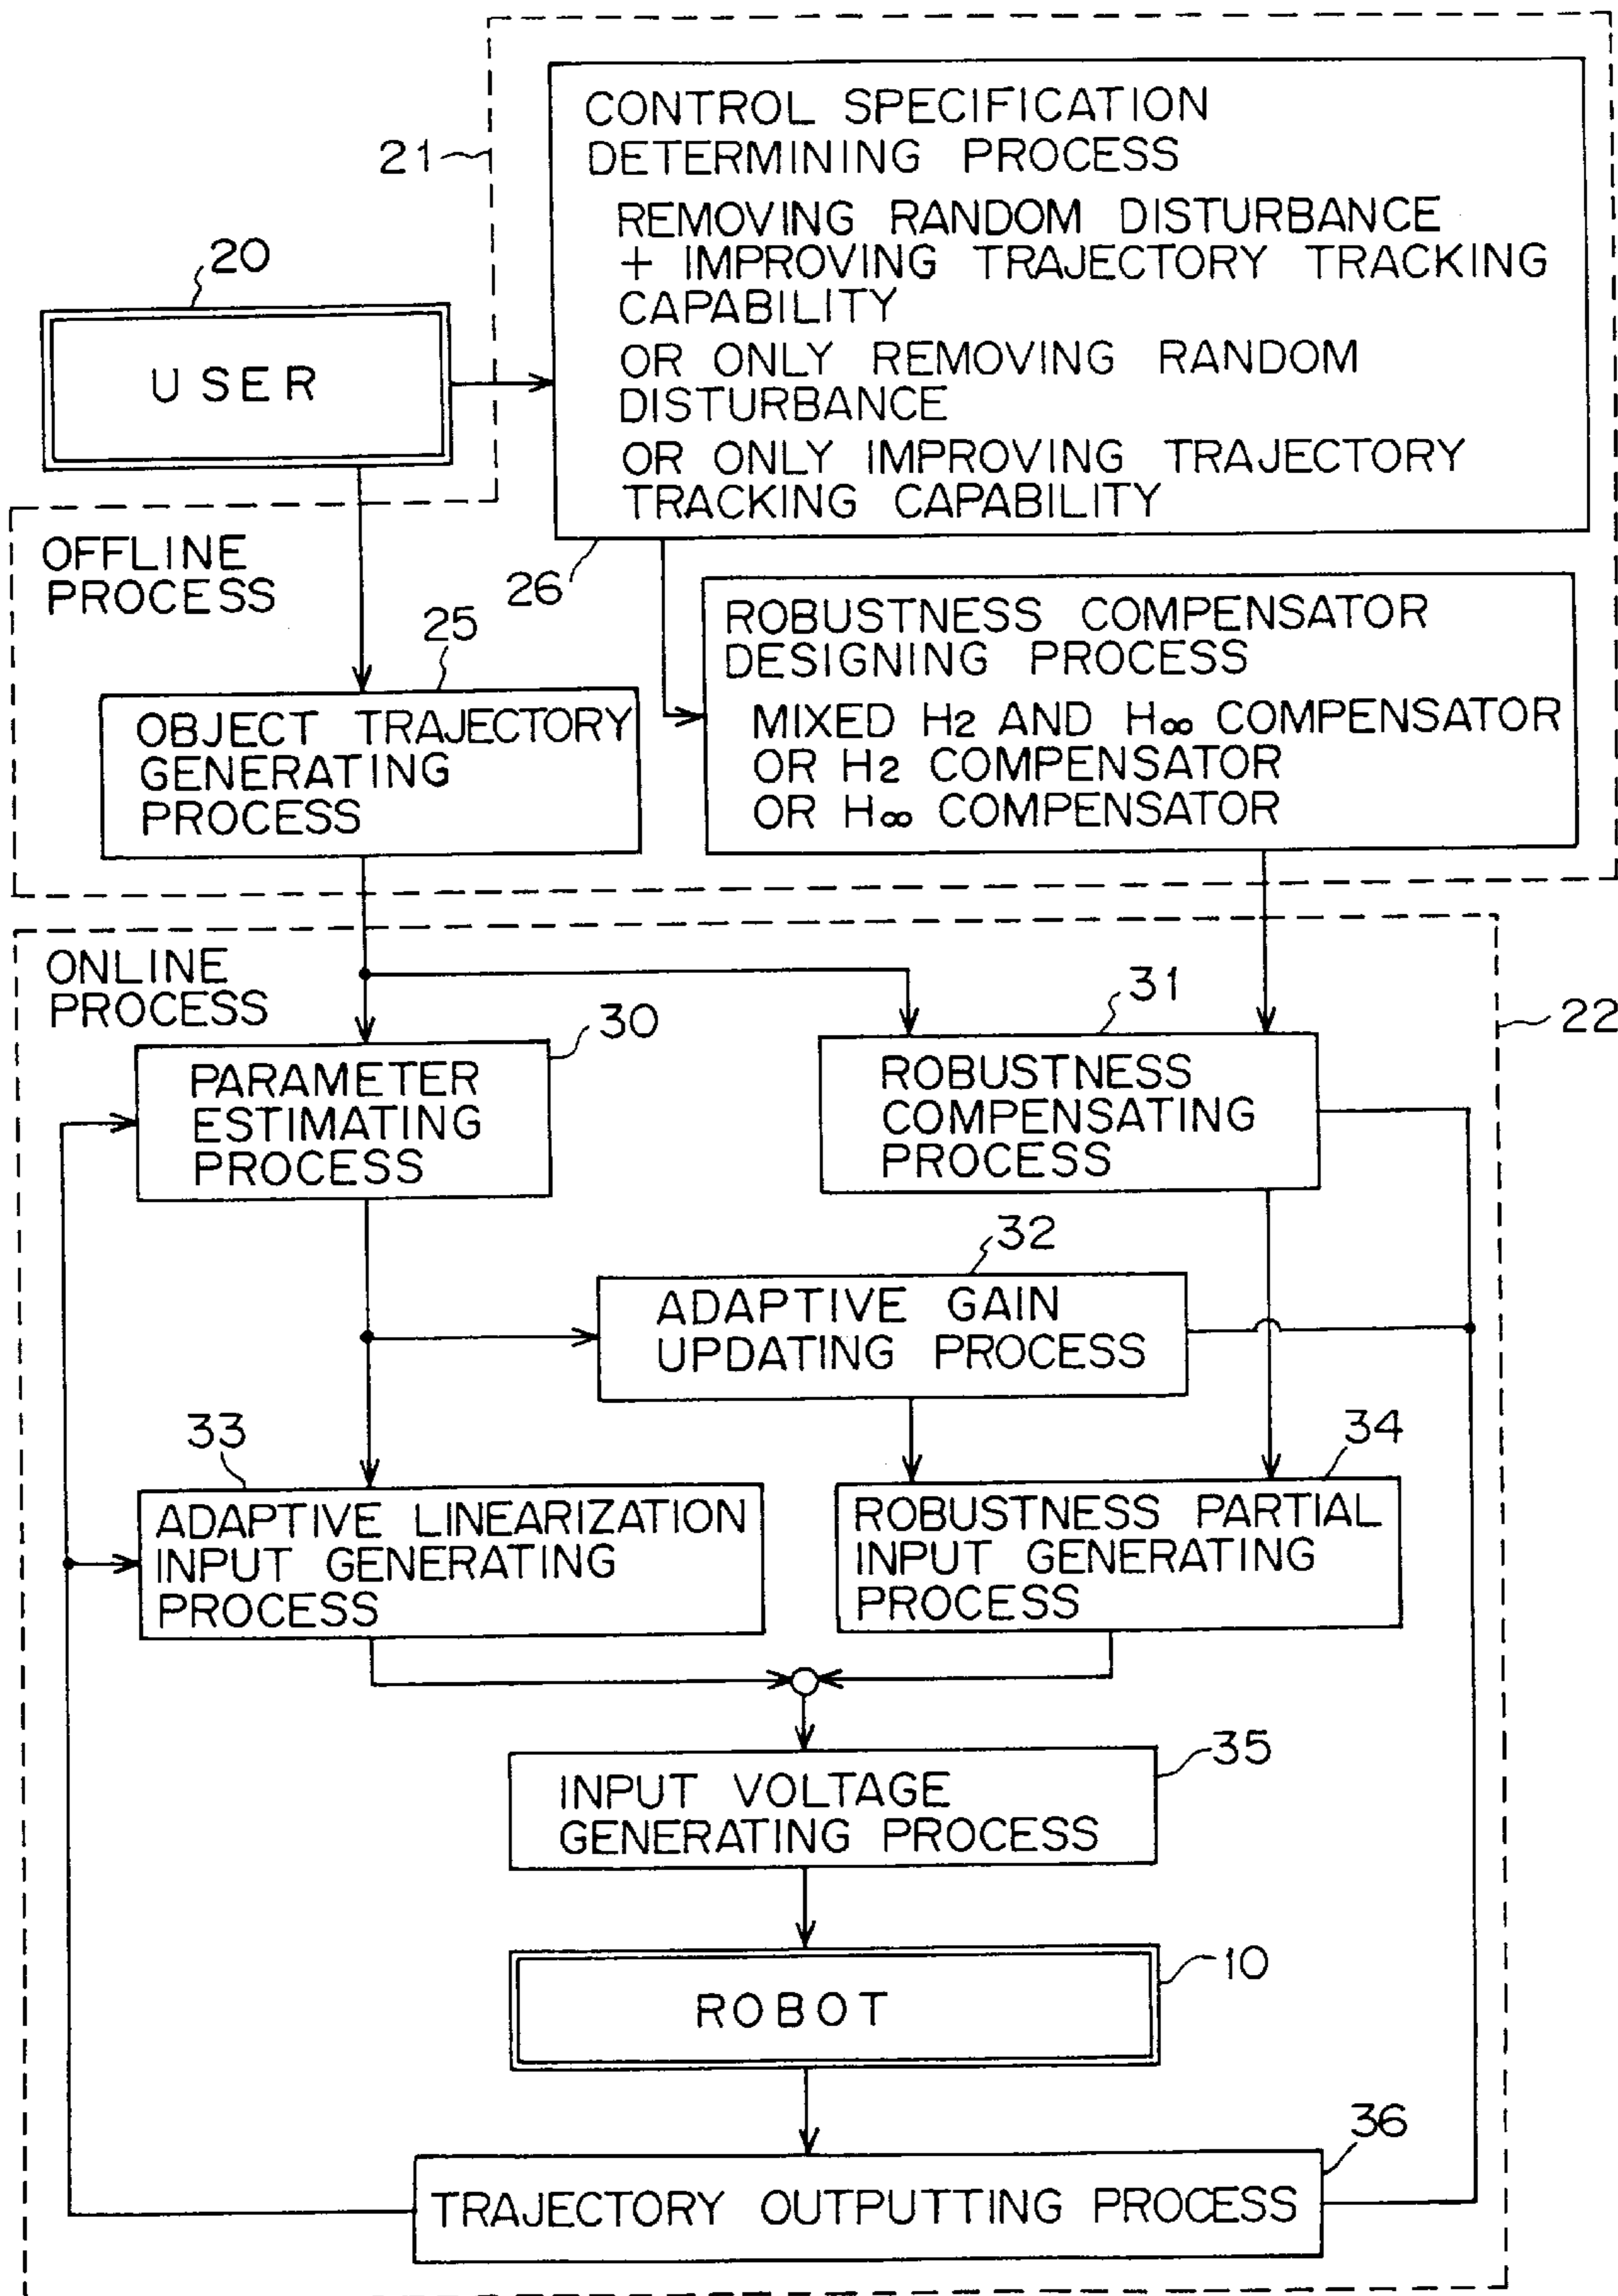 21
CONTROL SPECIFICATION
DETERMINING PROCESS
REMOVING RANDOM DISTURBANCE
+ IMPROVING TRAJECTORY TRACKING
CAPABILITY
OR ONLY REMOVING RANDOM
DISTURBANCE
OR ONLY IMPROVING TRAJECTORY
TRACKING CAPABILITY
20
USER
OFFLINE
PROCESS
26
25
ROBUSTNESS COMPENSATOR
DESIGNING PROCESS
MIXED H2 AND H∞ COMPENSATOR
OR H2 COMPENSATOR
OR H∞ COMPENSATOR
OBJECT TRAJECTORY
GENERATING
PROCESS
ONLINE
PROCESS
30
31
22
PARAMETER
ESTIMATING
PROCESS
ROBUSTNESS
COMPENSATING
PROCESS
32
ADAPTIVE GAIN
UPDATING PROCESS
33
34
ADAPTIVE LINEARIZATION
INPUT GENERATING
PROCESS
ROBUSTNESS PARTIAL
INPUT GENERATING
PROCESS
35
INPUT VOLTAGE
GENERATING PROCESS
10
ROBOT
36
TRAJECTORY OUTPUTTING PROCESS